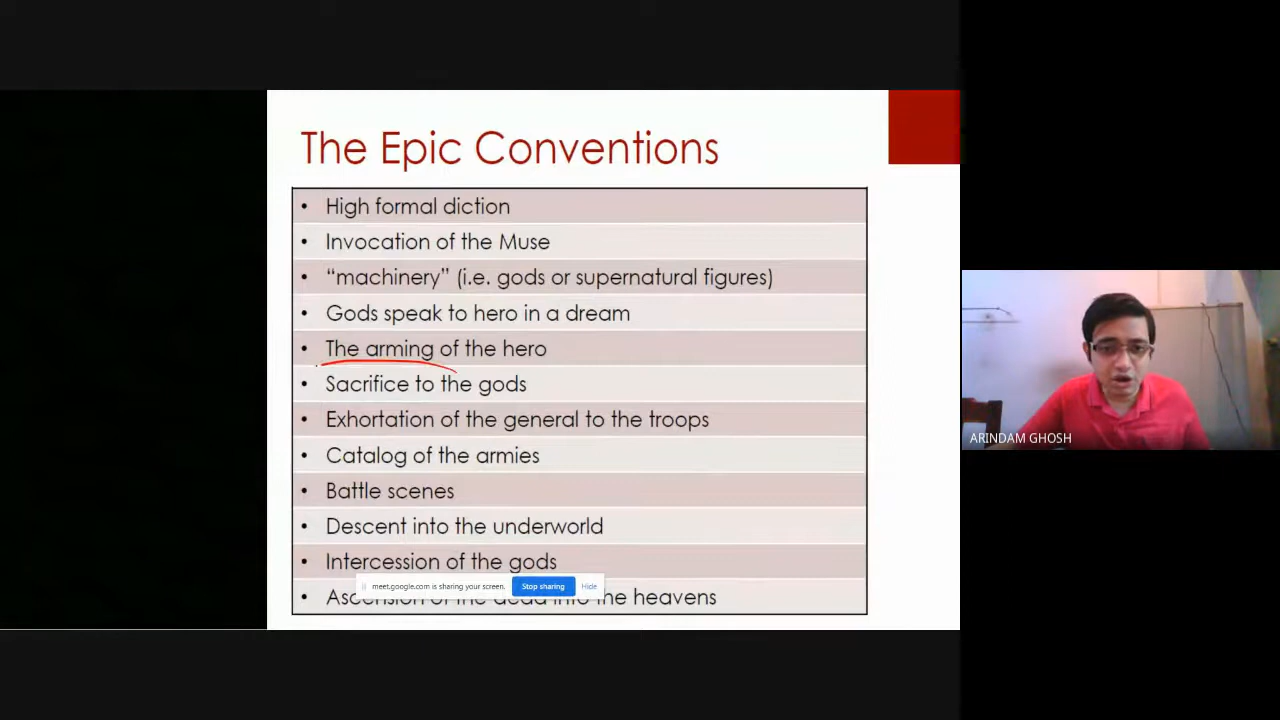 The Epic Conventions
• High formal diction
• Invocation of the Muse
• “machinery” (i.e. gods or supernatural figures)
• Gods speak to hero in a dream
• The arming of the hero
• Sacrifice to the gods
• Exhortation of the general to the troops
• Catalog of the armies
• Battle scenes
• Descent into the underworld
• Intercession of the gods
meet.google.com is sharing your screen. Stop sharing Hide
• Ascension of the dead into the heavens
ARINDAM GHOSH